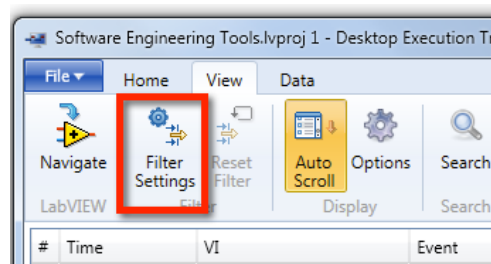 Software Engineering Tools.lvproj 1 - Desktop Execution Tr
File Home View Data
Navigate Filter Settings Reset Filter Auto Scroll Options Search
LabVIEW Filter Display Search
# Time VI Event